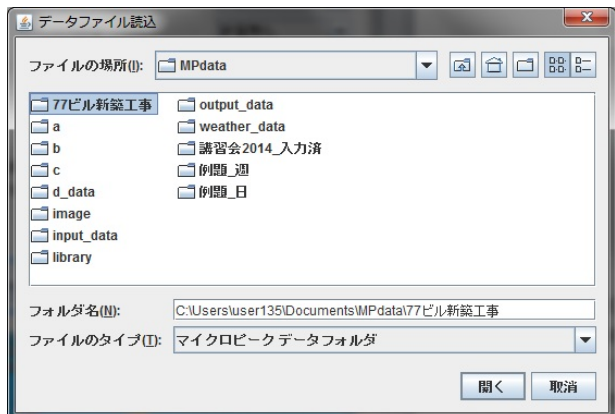 データファイル読込
ファイルの場所(I): MPdata
77ビル新築工事 output_data
a weather_data
b 講習会2014_入力済
c 例題_週
d_data 例題_日
image
input_data
library
フォルダ名(N): C:\Users\user135\Documents\MPdata\77ビル新築工事
ファイルのタイプ(T): マイクロピーク データフォルダ
開く 取消